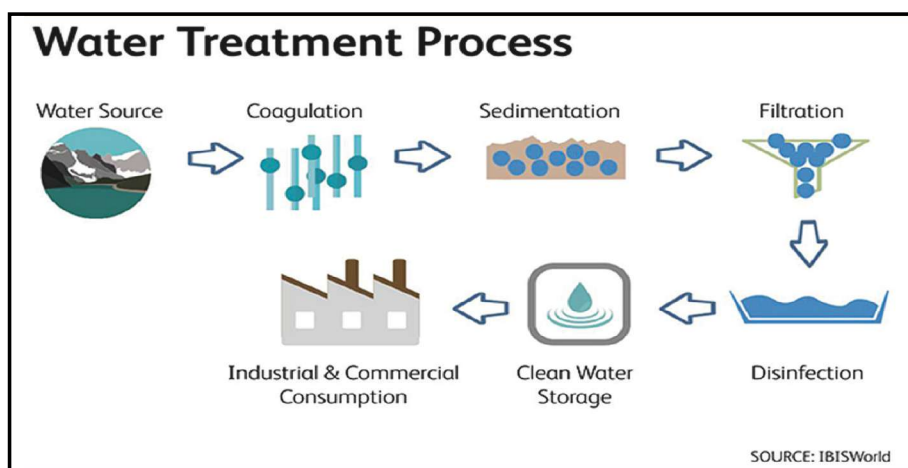 Water Treatment Process
Water Source
Coagulation
Sedimentation
Filtration
Industrial & Commercial
Consumption
Clean Water
Storage
Disinfection
SOURCE: IBISWorld